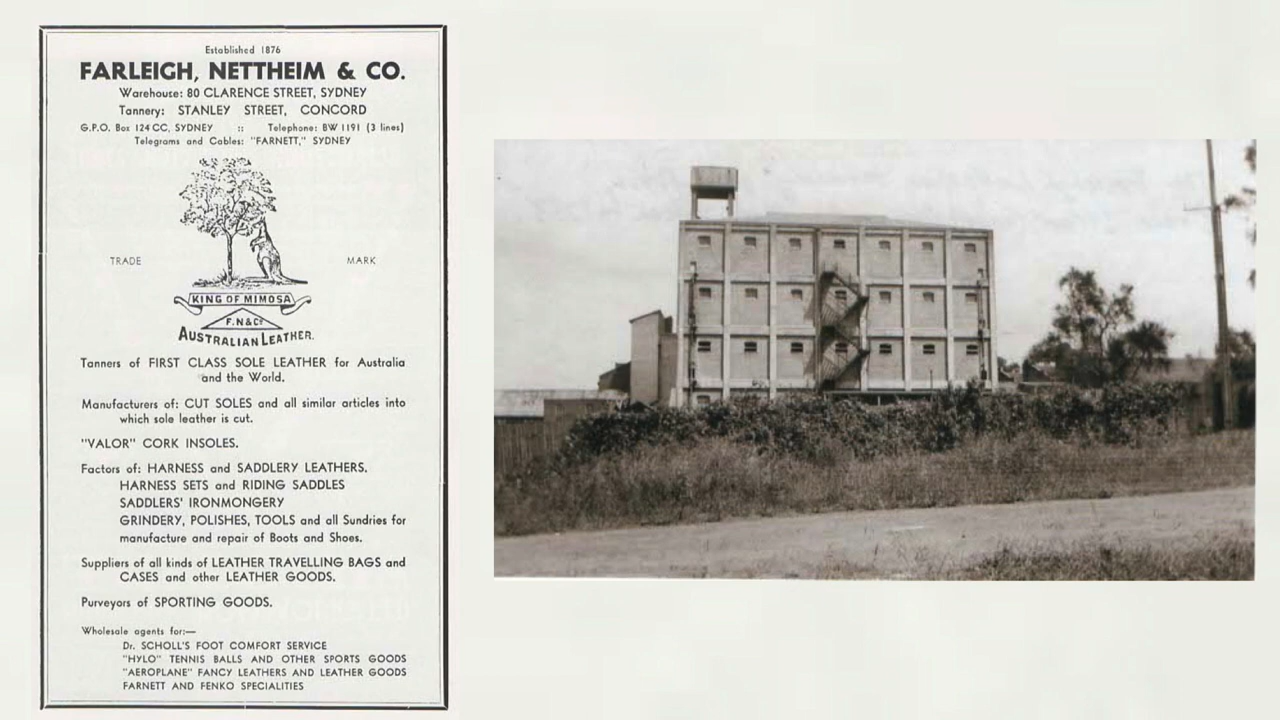 Established 1876
FARLEIGH, NETTHEIM & CO.
Warehouse: 80 CLARENCE STREET, SYDNEY
Tannery: STANLEY STREET, CONCORD
G.P.O. Box 124 CC, SYDNEY :: Telephone: BW 1191 (3 lines)
Telegrams and Cables: "FARNETT," SYDNEY
TRADE MARK
KING OF MIMOSA
F.N & Co
AUSTRALIAN LEATHER.
Tanners of FIRST CLASS SOLE LEATHER for Australia
and the World.
Manufacturers of: CUT SOLES and all similar articles into
which sole leather is cut.
"VALOR" CORK INSOLES.
Factors of: HARNESS and SADDLERY LEATHERS.
HARNESS SETS and RIDING SADDLES
SADDLERS' IRONMONGERY
GRINDERY, POLISHES, TOOLS and all Sundries for
manufacture and repair of Boots and Shoes.
Suppliers of all kinds of LEATHER TRAVELLING BAGS and
CASES and other LEATHER GOODS.
Purveyors of SPORTING GOODS.
Wholesale agents for:—
Dr. SCHOLL'S FOOT COMFORT SERVICE
"HYLO" TENNIS BALLS AND OTHER SPORTS GOODS
"AEROPLANE" FANCY LEATHERS AND LEATHER GOODS
FARNETT AND FENKO SPECIALITIES